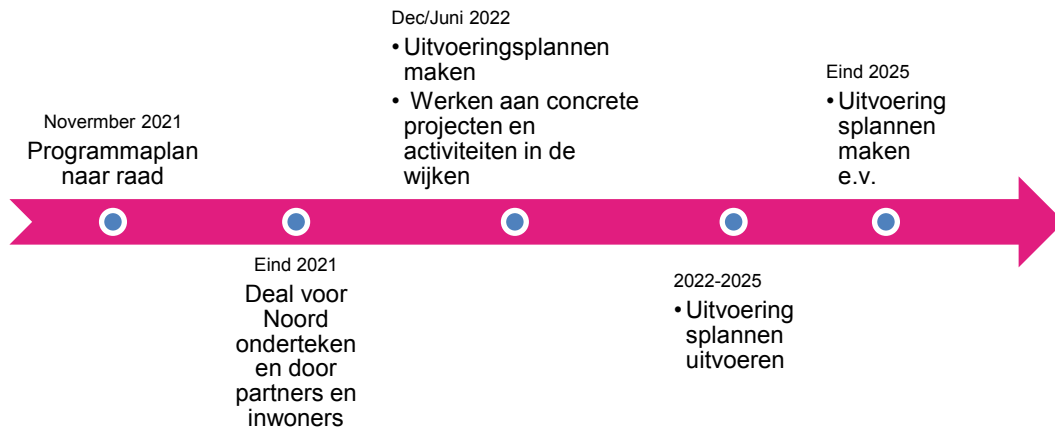 Novermber 2021
Programmaplan
naar raad
Eind 2021
Deal voor
Noord
onderteken
en door
partners en
inwoners
Dec/Juni 2022
• Uitvoeringsplannen
maken
• Werken aan concrete
projecten en
activiteiten in de
wijken
2022-2025
• Uitvoering
splannen
uitvoeren
Eind 2025
• Uitvoering
splannen
maken
e.v.